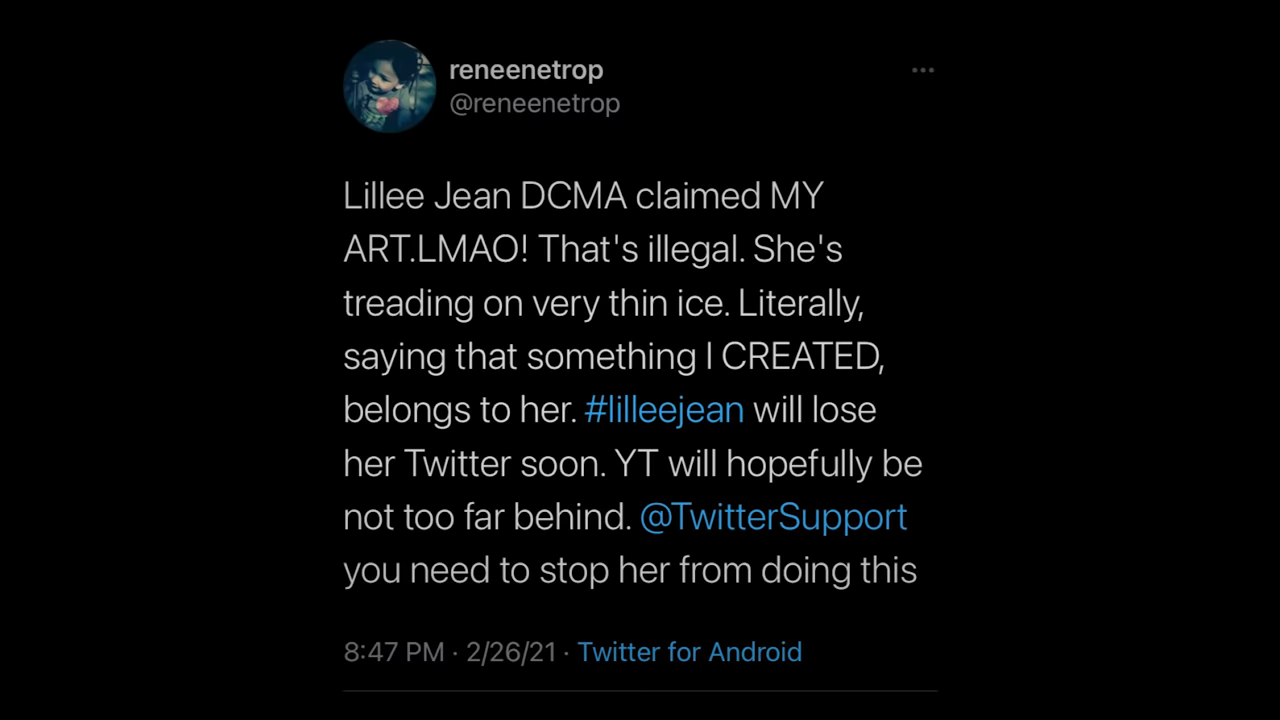 reneenetrop
@reneenetrop
Lillee Jean DCMA claimed MY
ART.LMAO! That's illegal. She's
treading on very thin ice. Literally,
saying that something I CREATED,
belongs to her. #lilleejean will lose
her Twitter soon. YT will hopefully be
not too far behind. @TwitterSupport
you need to stop her from doing this
8:47 PM · 2/26/21 · Twitter for Android